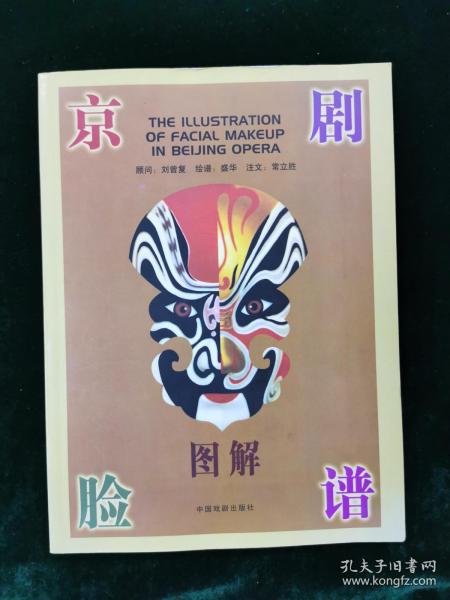 京 剧
THE ILLUSTRATION
OF FACIAL MAKEUP
IN BEIJING OPERA
顾问：刘曾复 绘谱：盛华 注文：常立胜
图解
脸 谱
中国戏剧出版社
孔夫子旧书网
www.kongfz.com